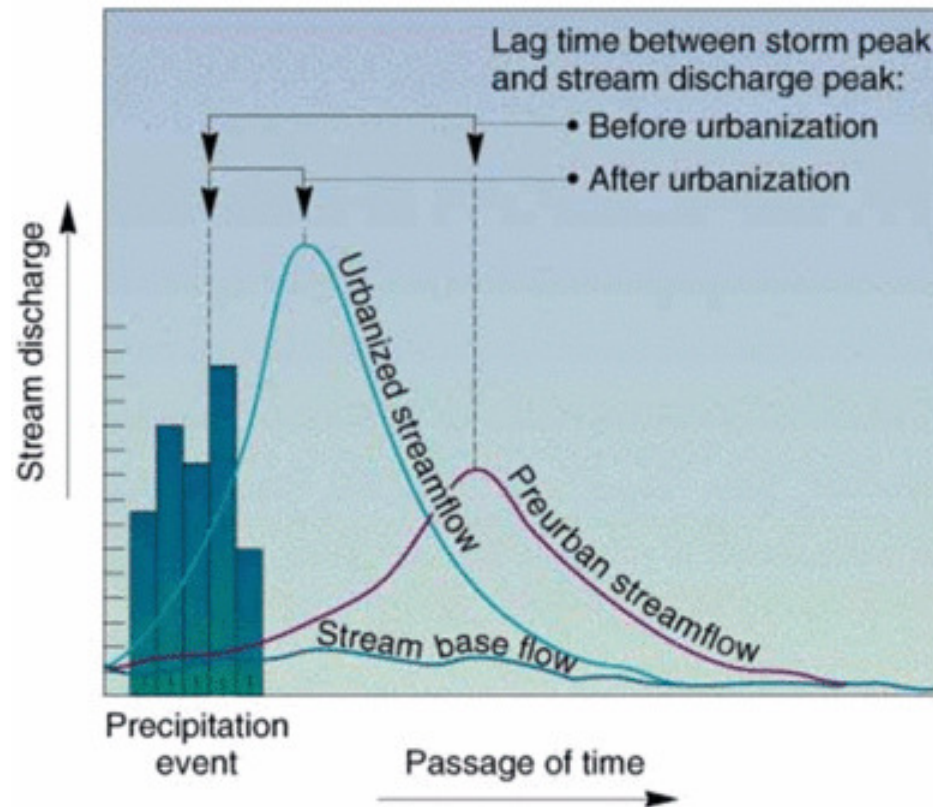 Lag time between storm peak
and stream discharge peak:
• Before urbanization
• After urbanization
Stream discharge
Urbanized streamflow
Preurban streamflow
Stream base flow
Precipitation
event
Passage of time